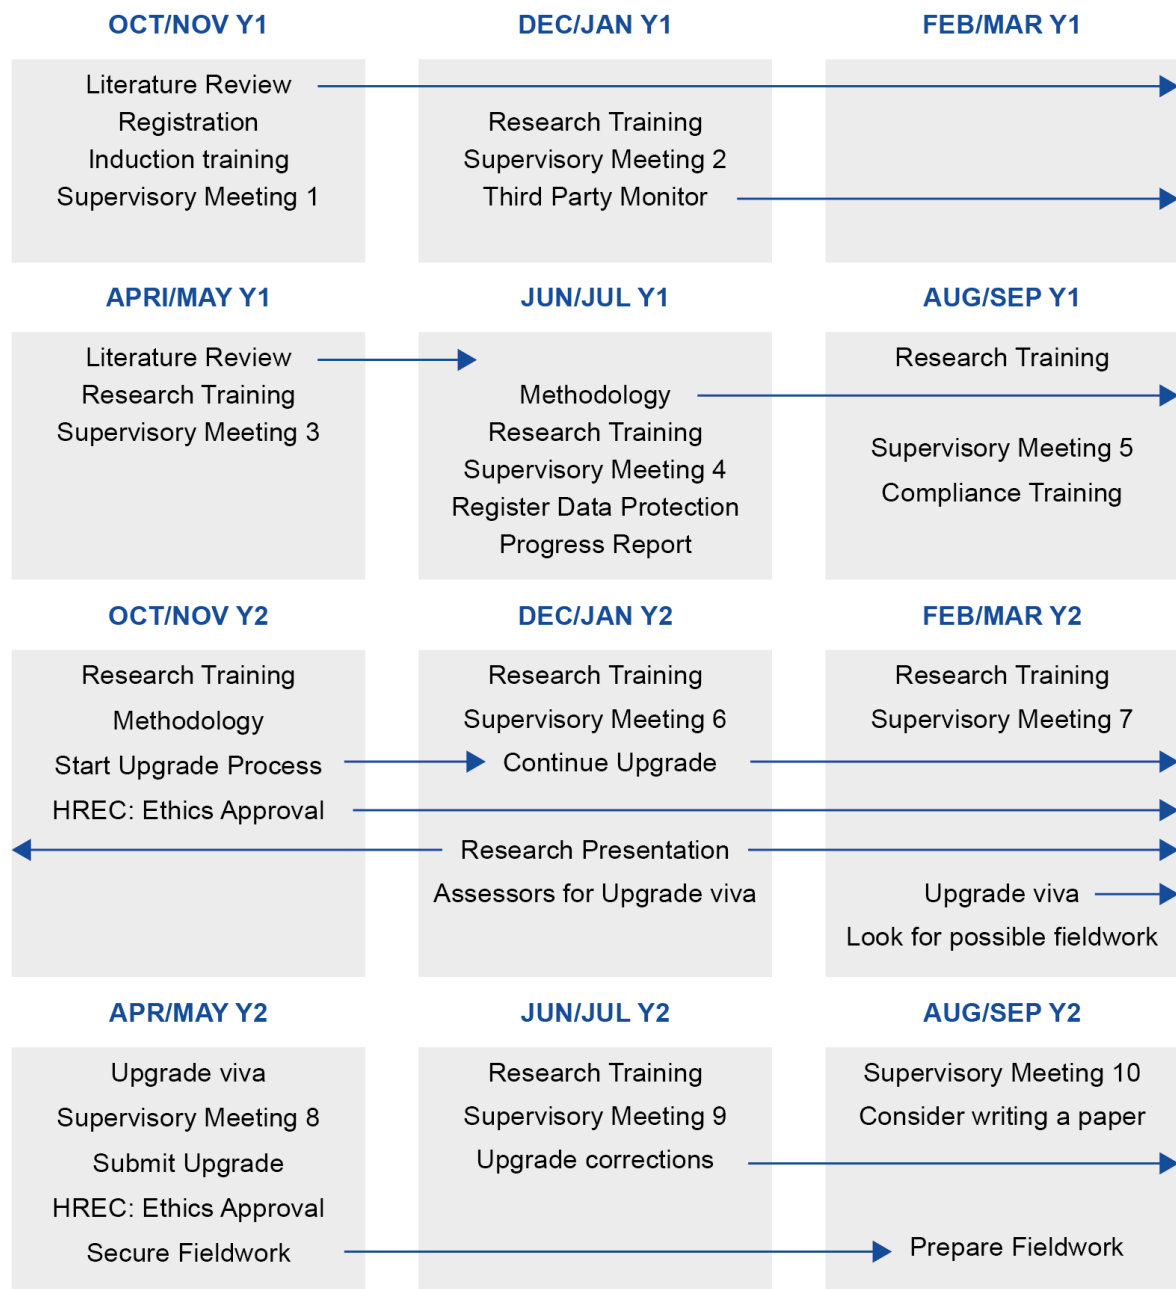 OCT/NOV Y1
DEC/JAN Y1
FEB/MAR Y1
Literature Review
Registration
Induction training
Supervisory Meeting 1
Research Training
Supervisory Meeting 2
Third Party Monitor
APRI/MAY Y1
JUN/JUL Y1
AUG/SEP Y1
Literature Review
Research Training
Supervisory Meeting 3
Methodology
Research Training
Supervisory Meeting 4
Register Data Protection
Progress Report
Research Training
Supervisory Meeting 5
Compliance Training
OCT/NOV Y2
DEC/JAN Y2
FEB/MAR Y2
Research Training
Methodology
Start Upgrade Process
HREC: Ethics Approval
Research Training
Supervisory Meeting 6
Continue Upgrade
Research Presentation
Assessors for Upgrade viva
Research Training
Supervisory Meeting 7
Upgrade viva
Look for possible fieldwork
APR/MAY Y2
JUN/JUL Y2
AUG/SEP Y2
Upgrade viva
Supervisory Meeting 8
Submit Upgrade
HREC: Ethics Approval
Secure Fieldwork
Research Training
Supervisory Meeting 9
Upgrade corrections
Supervisory Meeting 10
Consider writing a paper
Prepare Fieldwork